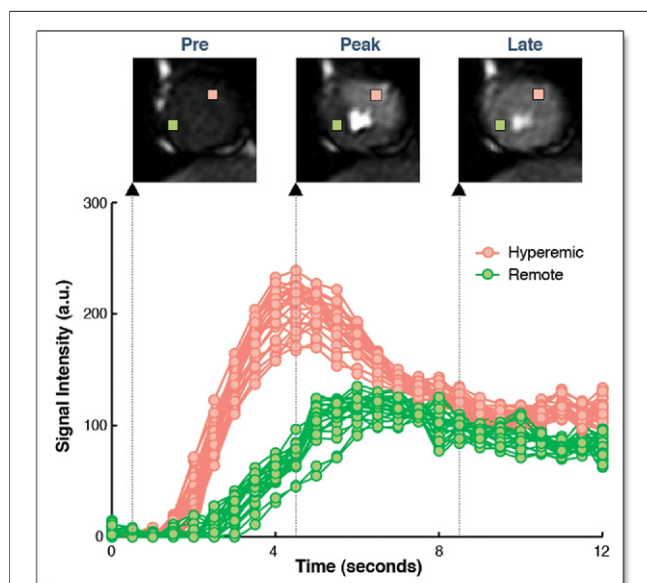 Pre Peak Late
300
200
100
0
Signal Intensity (a.u.)
Hyperemic
Remote
0 4 8 12
Time (seconds)